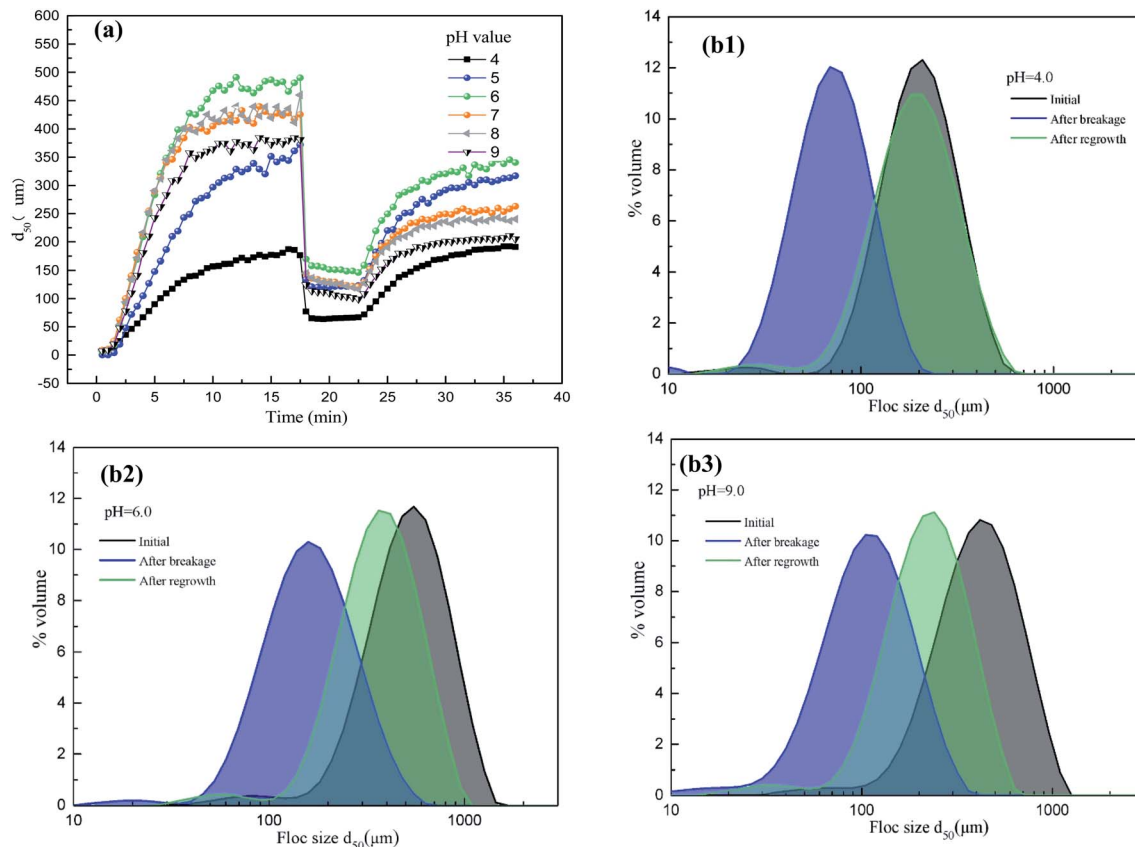 (a)
pH value
4
5
6
7
8
9
600
550
500
450
400
350
300
250
200
150
100
50
0
-50
d50( um)
0 5 10 15 20 25 30 35 40
Time (min)
(b1)
pH=4.0
Initial
After breakage
After regrowth
14
12
10
8
6
4
2
0
% volume
10 100 1000
Floc size d50(μm)
(b2)
pH=6.0
Initial
After breakage
After regrowth
14
12
10
8
6
4
2
0
% volume
10 100 1000
Floc size d50(μm)
(b3)
pH=9.0
Initial
After breakage
After regrowth
14
12
10
8
6
4
2
0
% volume
10 100 1000
Floc size d50(μm)